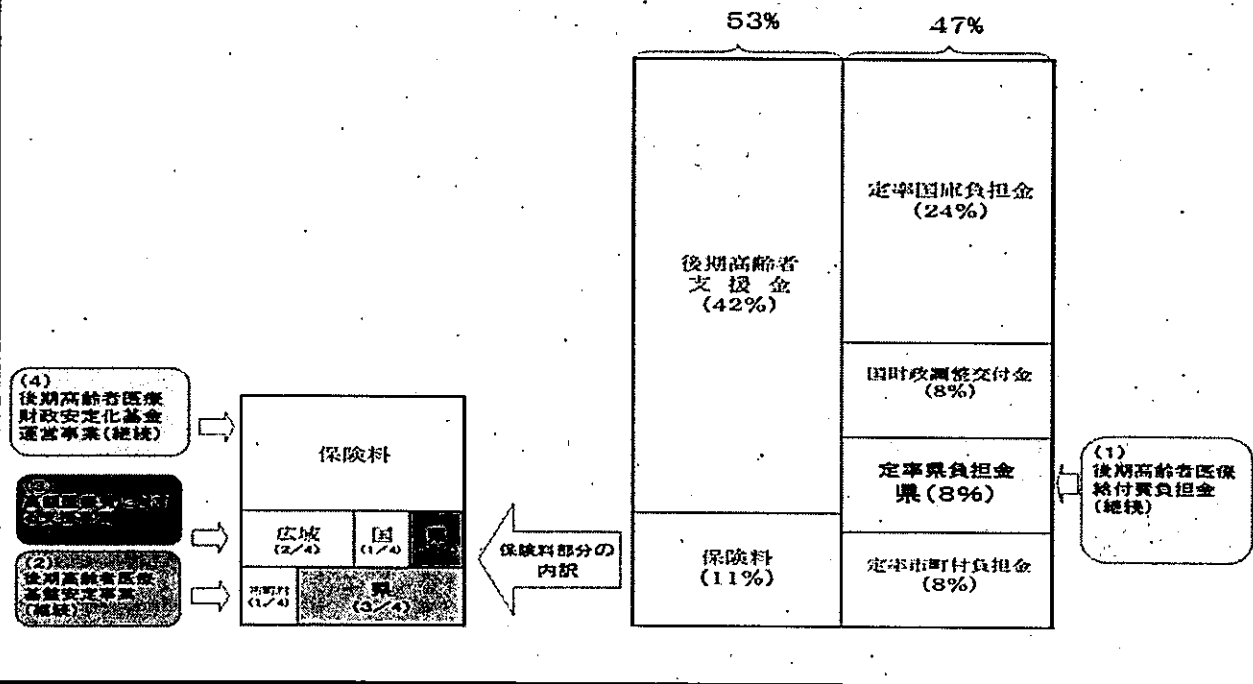 53%
47%
後期高齢者
支援金
(42%)
保険料
(11%)
定率国庫負担金
(24%)
国財政調整交付金
(8%)
定率県負担金
県(8%)
定率市町付負担金
(8%)
(1)
後期高齢者医療
給付費負担金
(継続)
保険料部分の
内訳
(4)
後期高齢者医療
財政安定化基金
運営事業(継続)
(2)
後期高齢者医療
基盤安定事業
(継続)
保険料
広域
(2/4)
国
(1/4)
県
市町村
(1/4)
県
(3/4)